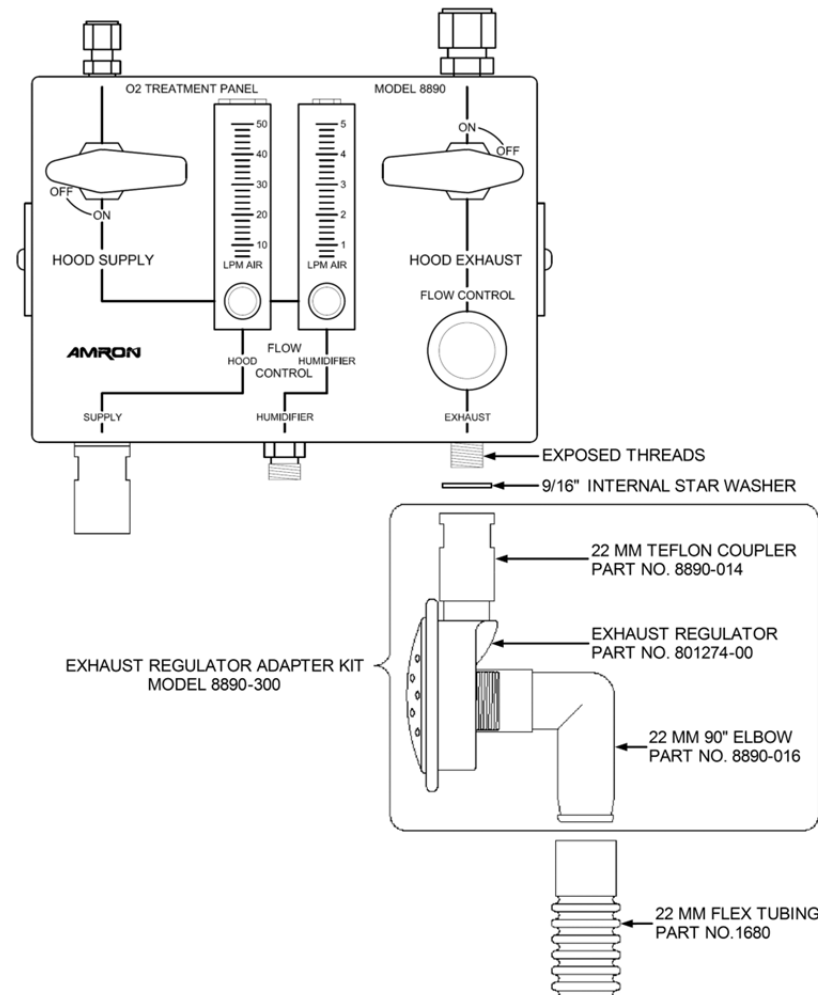 O2 TREATMENT PANEL
MODEL 8890
50
40
30
20
10
LPM AIR
5
4
3
2
1
LPM AIR
OFF
ON
HOOD SUPPLY
ON
OFF
HOOD EXHAUST
FLOW CONTROL
AMRON
HOOD
FLOW
CONTROL
HUMIDIFIER
SUPPLY
HUMIDIFIER
EXHAUST
EXPOSED THREADS
9/16" INTERNAL STAR WASHER
22 MM TEFLON COUPLER
PART NO. 8890-014
EXHAUST REGULATOR
PART NO. 801274-00
EXHAUST REGULATOR ADAPTER KIT
MODEL 8890-300
22 MM 90" ELBOW
PART NO. 8890-016
22 MM FLEX TUBING
PART NO.1680